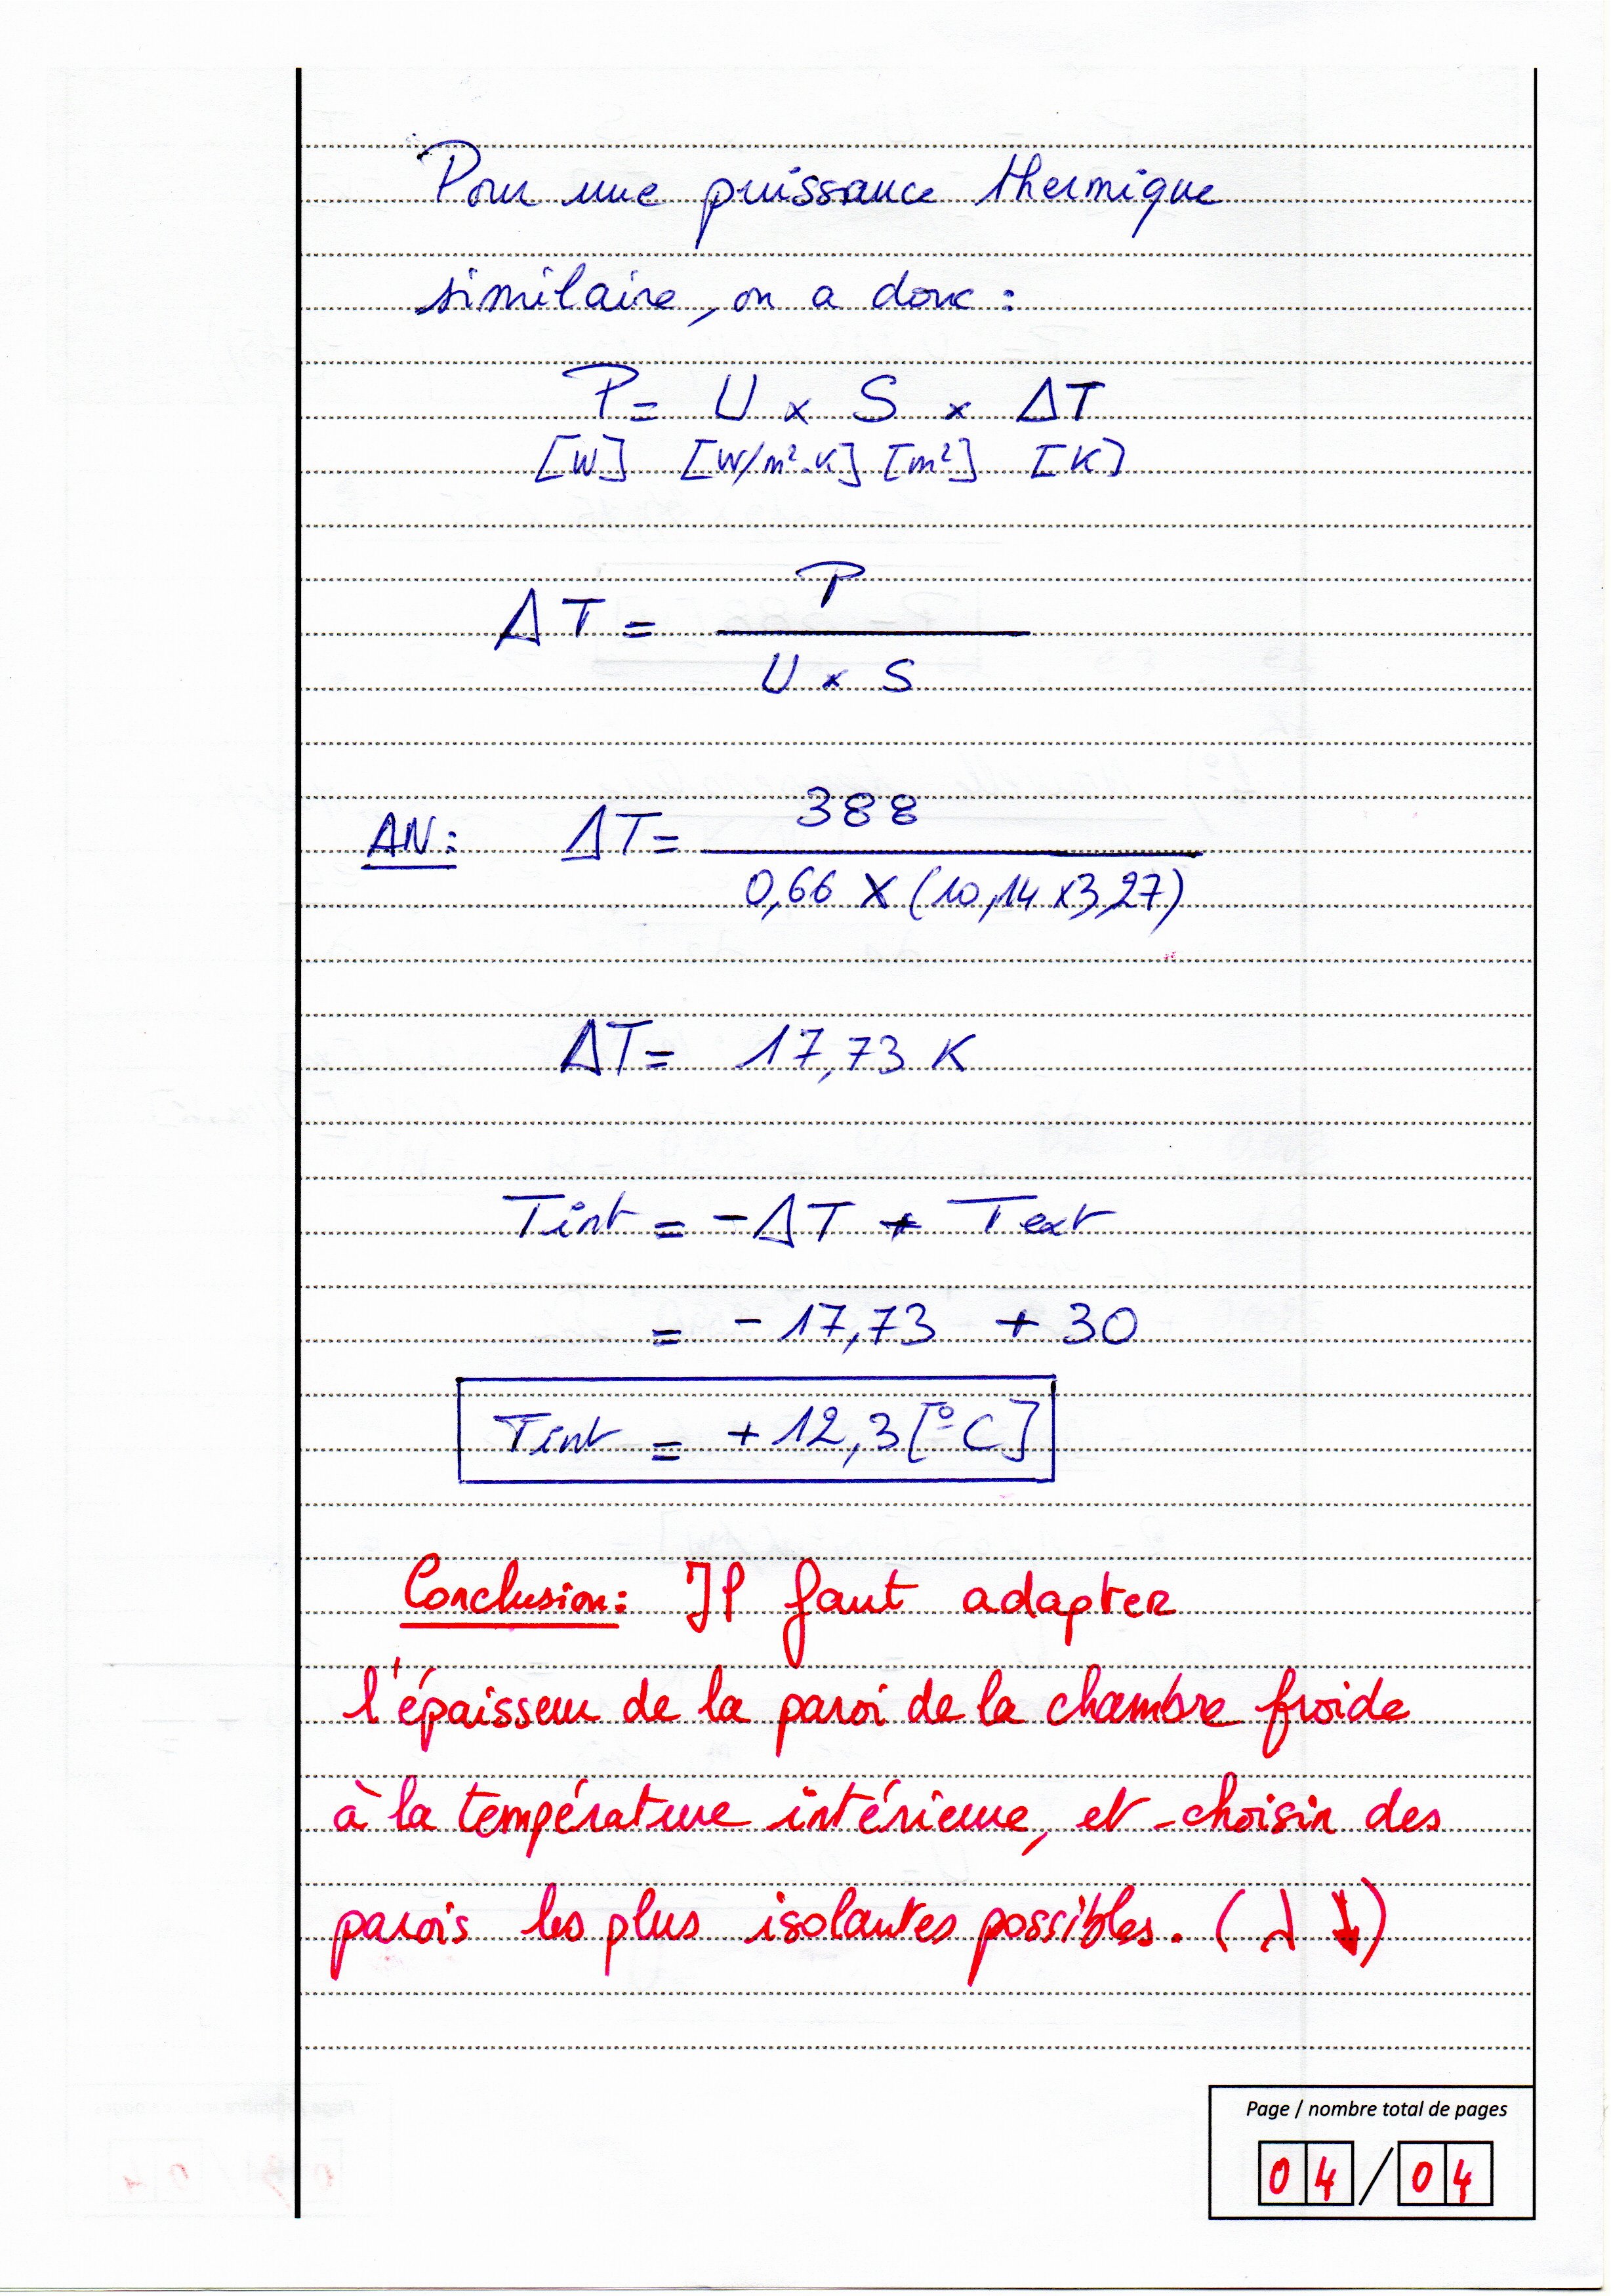 Pour une puissance thermique
similaire, on a donc :
P = U x S x ΔT
[W] [W/m².K] [m²] [K]
ΔT = P
U x S
AN: ΔT = 388
0,66 X (10,14 x 3,27)
ΔT = 17,73 K
Tint = - ΔT + Text
= - 17,73 + 30
Tint = + 12,3 [°C]
Conclusion: Il faut adapter
l'épaisseur de la paroi de la chambre froide
à la température intérieure, et choisir des
parois les plus isolantes possibles. (λ ↓)
Page / nombre total de pages
04 / 04